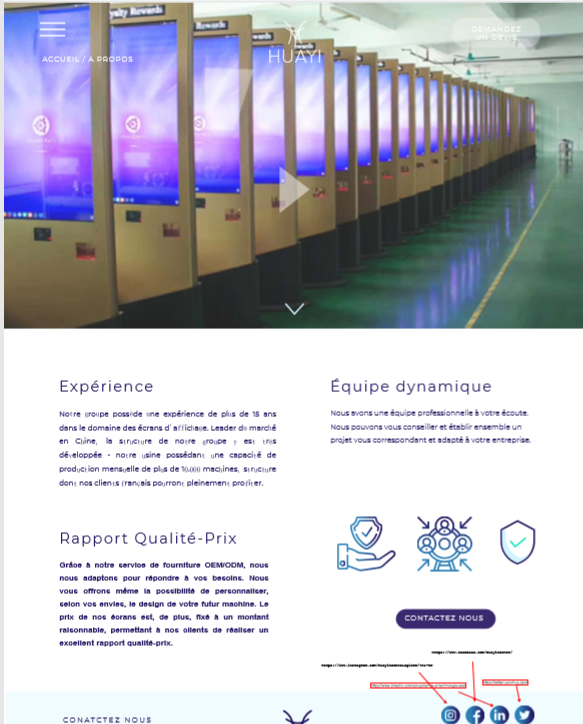 Loyalty Rewards
DEMANDEZ
UN DEVIS
ACCUEIL / A PROPOS
HUAYI
Expérience
Notre groupe possède une expérience de plus de 15 ans
dans le domaine des écrans d'affichage. Leader du marché
en Chine, la structure de notre groupe y est très
développée - notre usine possédant une capacité de
production mensuelle de plus de 10.000 machines, structure
dont nos clients français pourront pleinement profiter.
Équipe dynamique
Nous avons une équipe professionnelle à votre écoute.
Nous pouvons vous conseiller et établir ensemble un
projet vous correspondant et adapté à votre entreprise.
Rapport Qualité-Prix
Grâce à notre service de fourniture OEM/ODM, nous
nous adaptons pour répondre à vos besoins. Nous
vous offrons même la possibilité de personnaliser,
selon vos envies, le design de votre futur machine. Le
prix de nos écrans est, de plus, fixé à un montant
raisonnable, permettant à nos clients de réaliser un
excellent rapport qualité-prix.
CONTACTEZ NOUS
CONATCTEZ NOUS